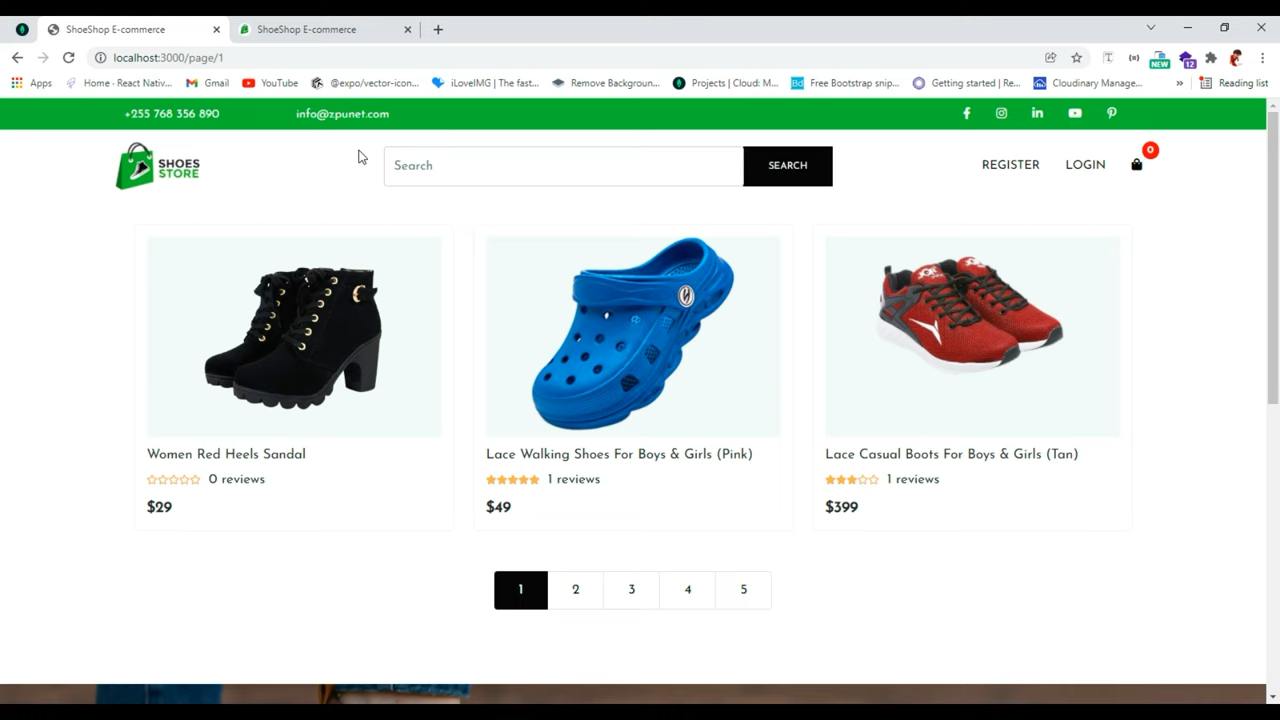 ShoeShop E-commerce
ShoeShop E-commerce
localhost:3000/page/1
NEW
12
Apps
Home - React Nativ...
Gmail
YouTube
@expo/vector-icon...
iLoveIMG | The fast...
Remove Backgroun...
Projects | Cloud: M...
Bd
Free Bootstrap snip...
Getting started | Re...
Cloudinary Manage...
»
Reading list
+255 768 356 890
info@zpunet.com
SHOES
STORE
Search
SEARCH
REGISTER
LOGIN
0
Women Red Heels Sandal
0 reviews
$29
Lace Walking Shoes For Boys & Girls (Pink)
1 reviews
$49
Lace Casual Boots For Boys & Girls (Tan)
1 reviews
$399
1 2 3 4 5